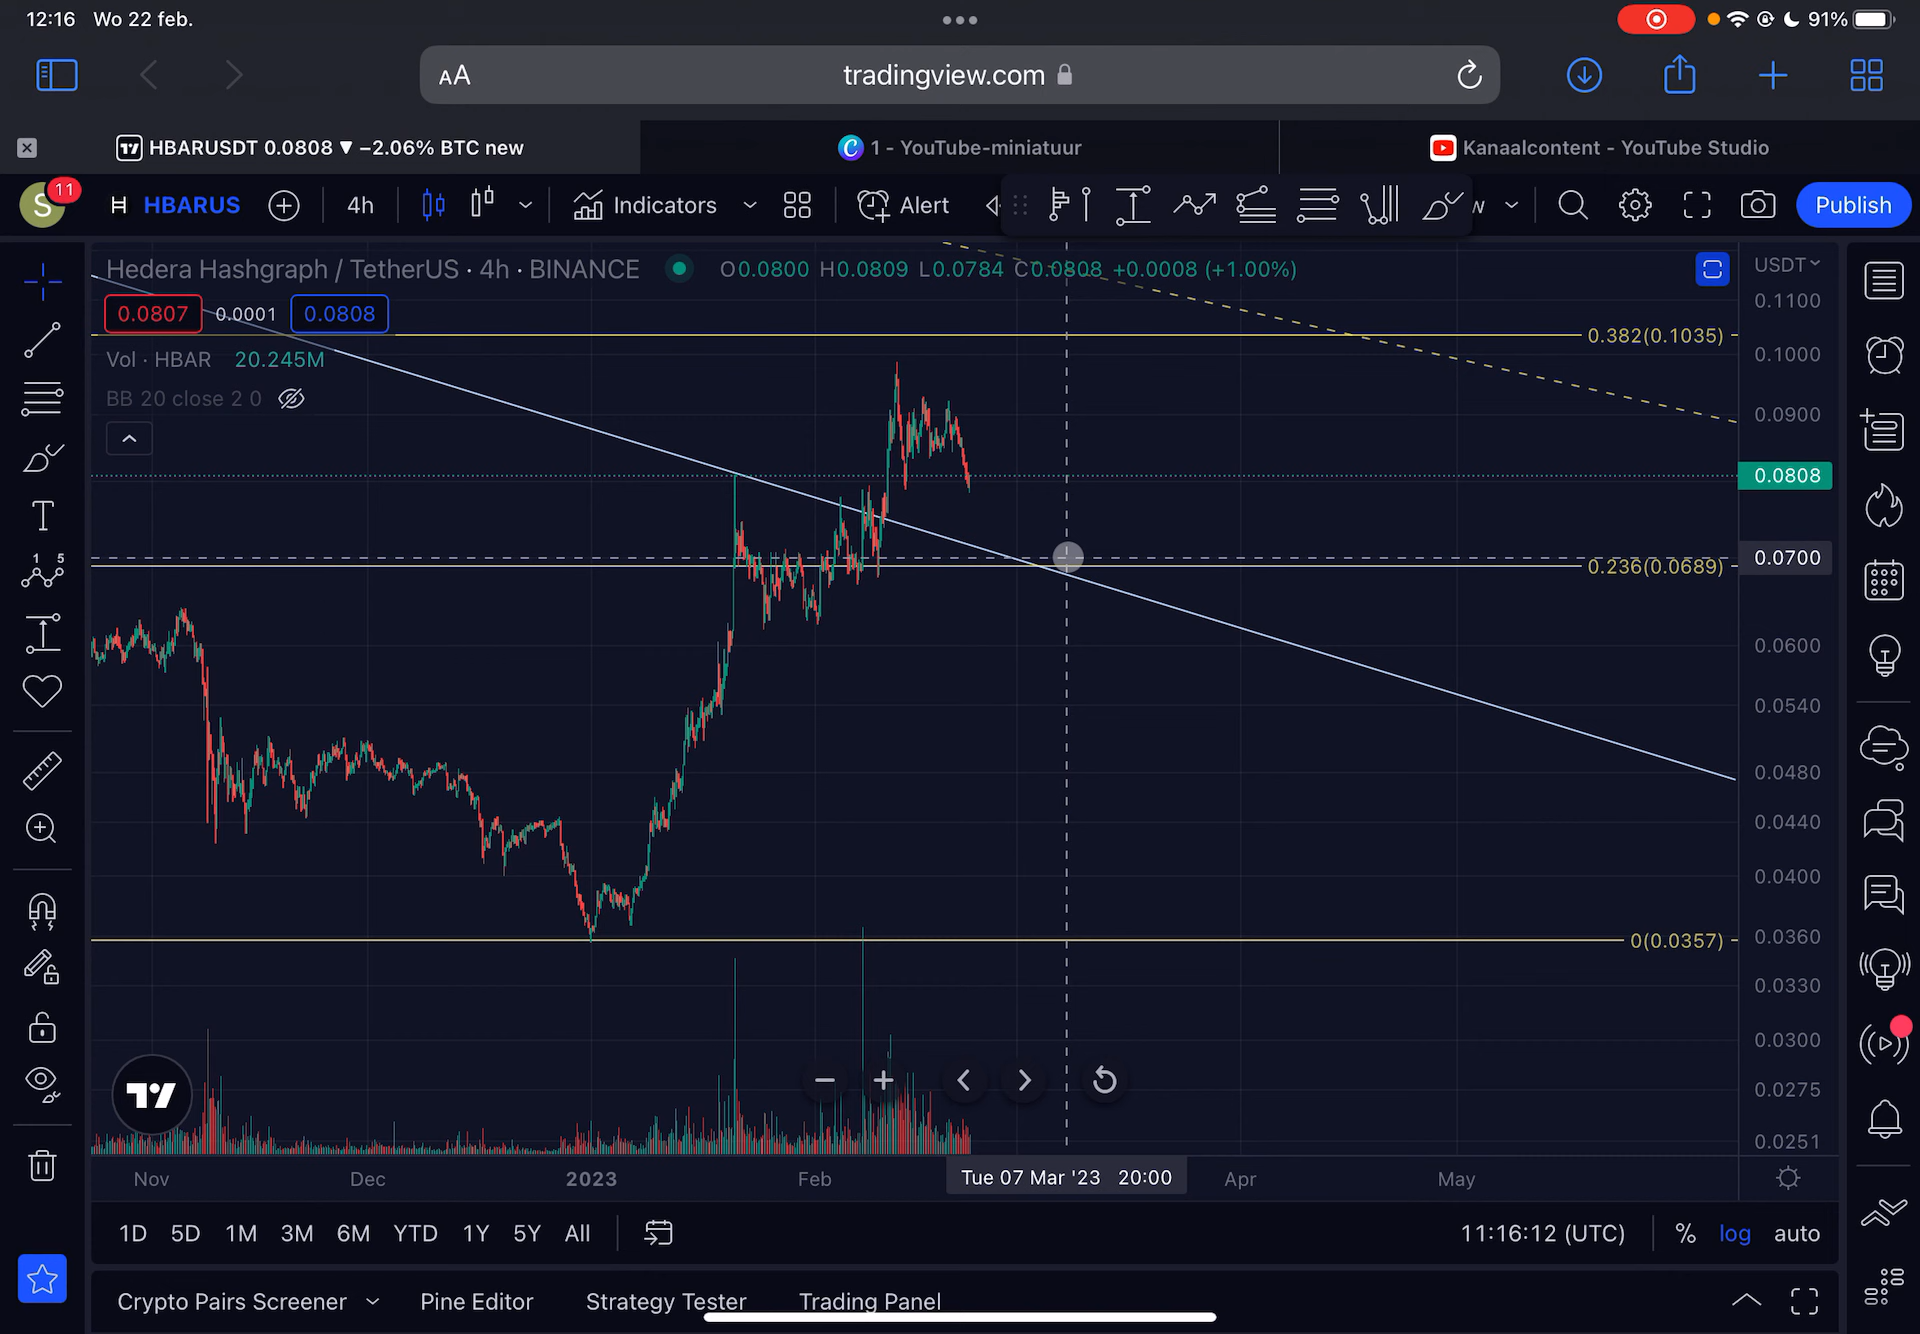 12:16 Wo 22 feb.
91%
AA
tradingview.com
HBARUSDT 0.0808 ▼ −2.06% BTC new
1 - YouTube-miniatuur
Kanaalcontent - YouTube Studio
S
11
H HBARUS
4h
Indicators
Alert
Publish
Hedera Hashgraph / TetherUS · 4h · BINANCE
O0.0800 H0.0809 L0.0784 C0.0808 +0.0008 (+1.00%)
0.0807 0.0001 0.0808
Vol · HBAR 20.245M
BB 20 close 2 0
USDT
0.1100
0.382(0.1035)
0.1000
0.0900
0.0808
0.0700
0.236(0.0689)
0.0600
0.0540
0.0480
0.0440
0.0400
0(0.0357)
0.0360
0.0330
0.0300
0.0275
0.0251
T
1 5
Nov Dec 2023 Feb Tue 07 Mar '23 20:00 Apr May
1D 5D 1M 3M 6M YTD 1Y 5Y All
11:16:12 (UTC) % log auto
Crypto Pairs Screener Pine Editor Strategy Tester Trading Panel